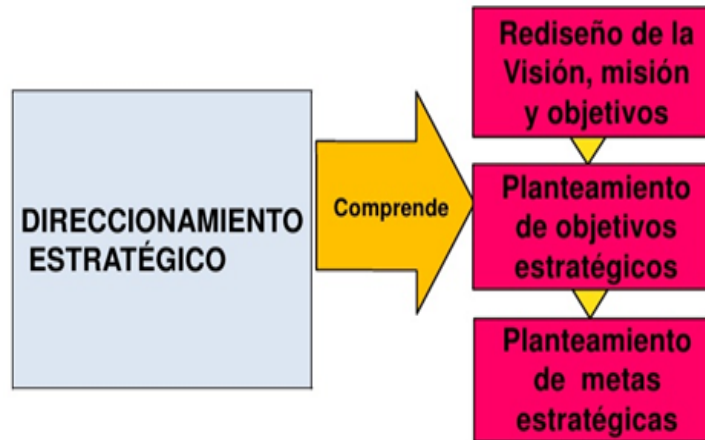 DIRECCIONAMIENTO
ESTRATÉGICO
Comprende
Rediseño de la
Visión, misión
y objetivos
Planteamiento
de objetivos
estratégicos
Planteamiento
de metas
estratégicas